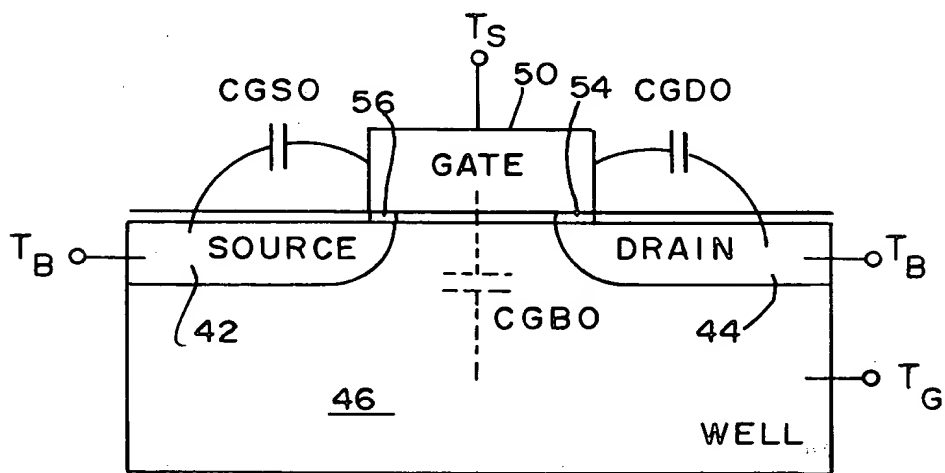 T_S
50
54
CGSO
56
CGDO
GATE
T_B
SOURCE
DRAIN
T_B
42
CGBO
44
T_G
46
WELL